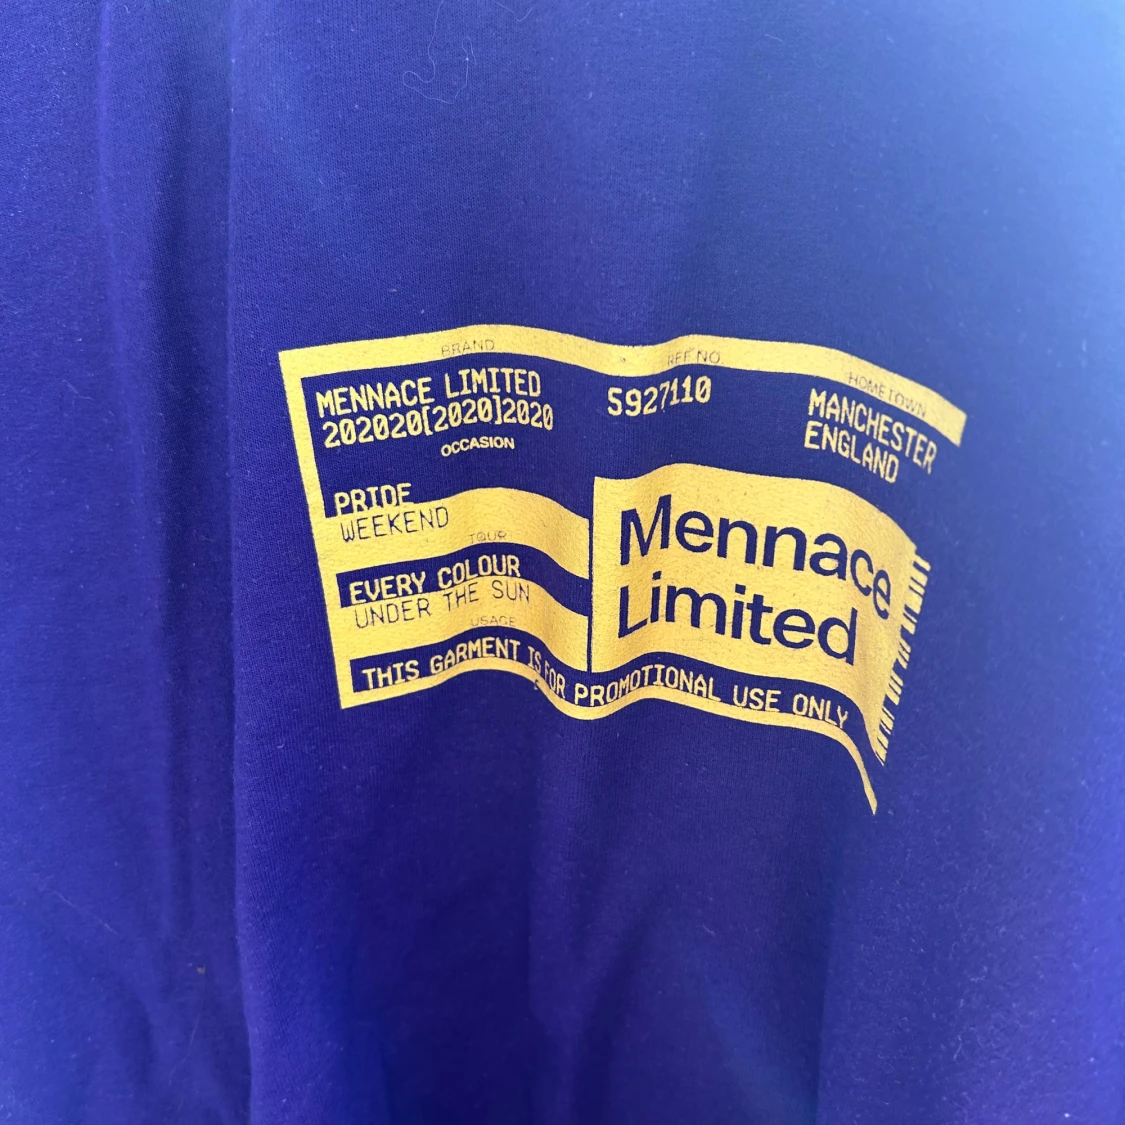 BRAND
REF NO
HOMETOWN
MENNACE LIMITED
202020[2020]2020
5927110
MANCHESTER
ENGLAND
OCCASION
PRIDE
WEEKEND
TOUR
EVERY COLOUR
UNDER THE SUN
USAGE
Mennace
Limited
THIS GARMENT IS FOR PROMOTIONAL USE ONLY